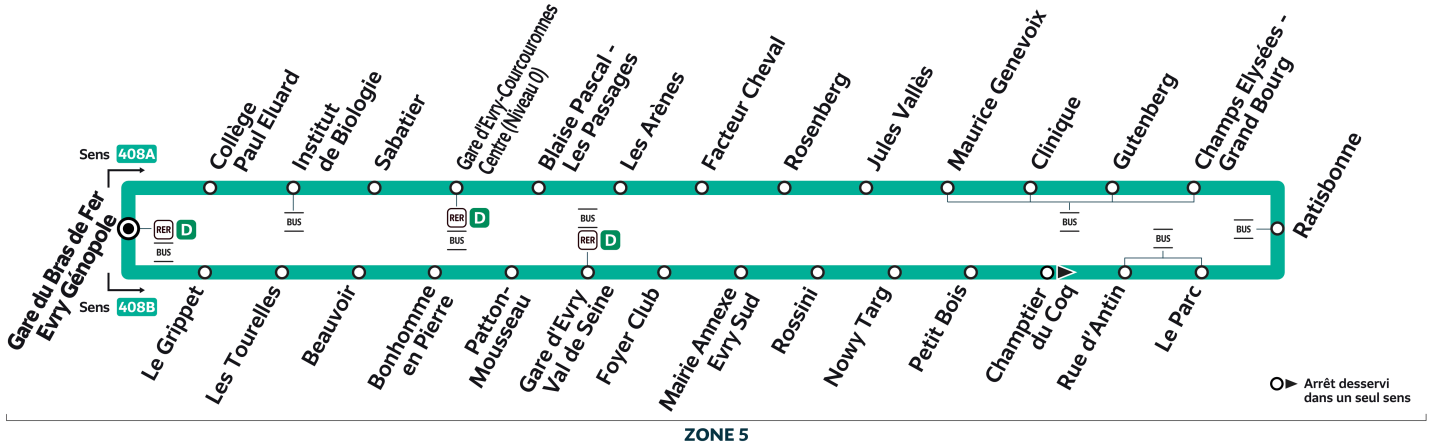 Sens 408A
Gare du Bras de Fer
Evry Génopole
RER D
BUS
Sens 408B
Collège
Paul Eluard
Institut
de Biologie
BUS
Sabatier
Gare d'Evry-Courcouronnes
Centre (Niveau 0)
RER D
BUS
Blaise Pascal -
Les Passages
Les Arènes
Facteur Cheval
Rosenberg
Jules Vallès
Maurice Genevoix
Clinique
Gutenberg
Champs Elysées -
Grand Bourg
BUS
Ratisbonne
BUS
Le Grippet
Les Tourelles
Beauvoir
Bonhomme
en Pierre
Patton-
Mousseau
BUS
RER D
Gare d'Evry
Val de Seine
Foyer Club
Mairie Annexe
Evry Sud
Rossini
Nowy Targ
Petit Bois
Champtier
du Coq
BUS
Rue d'Antin
Le Parc
Arrêt desservi
dans un seul sens
ZONE 5